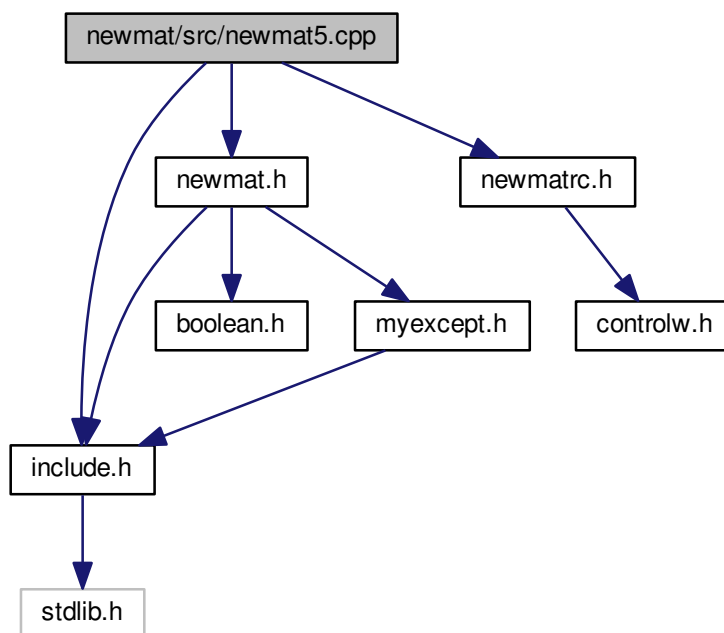 newmat/src/newmat5.cpp
newmat.h
newmatrc.h
boolean.h
myexcept.h
controlw.h
include.h
stdlib.h